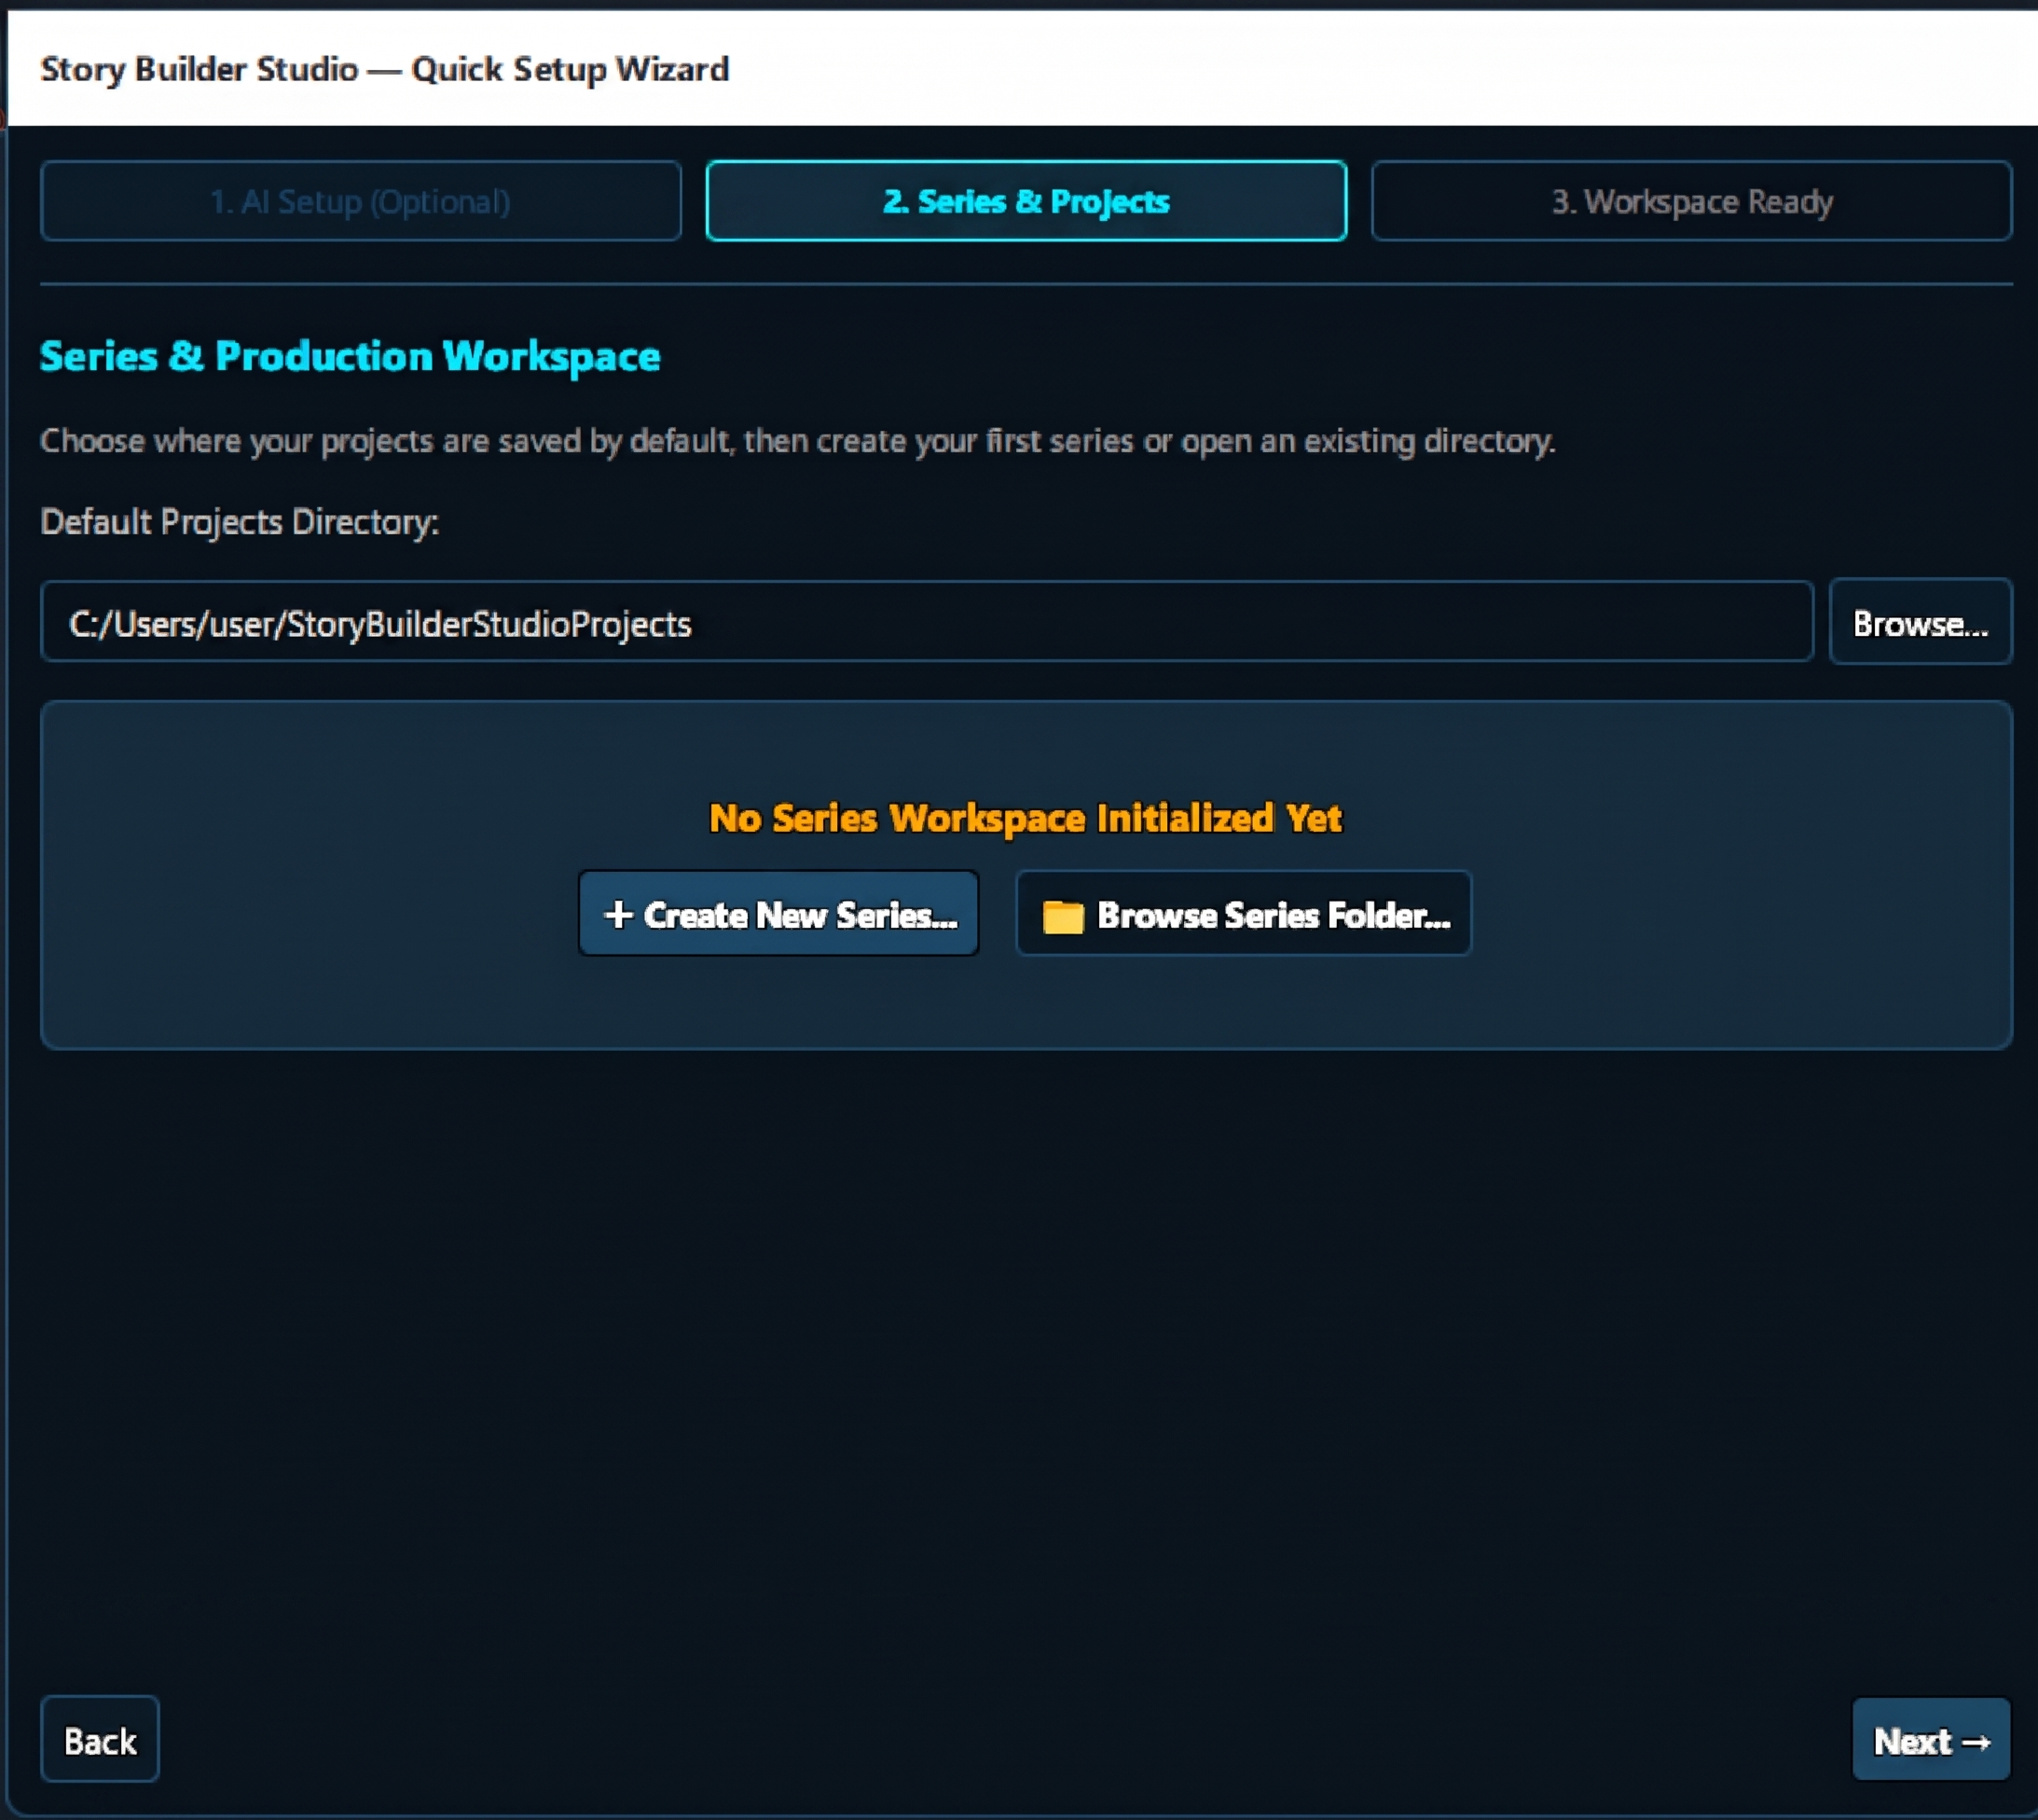 Story Builder Studio — Quick Setup Wizard
1. AI Setup (Optional)
2. Series & Projects
3. Workspace Ready
Series & Production Workspace
Choose where your projects are saved by default, then create your first series or open an existing directory.
Default Projects Directory:
C:/Users/user/StoryBuilderStudioProjects
Browse...
No Series Workspace Initialized Yet
+ Create New Series...
Browse Series Folder...
Back
Next →